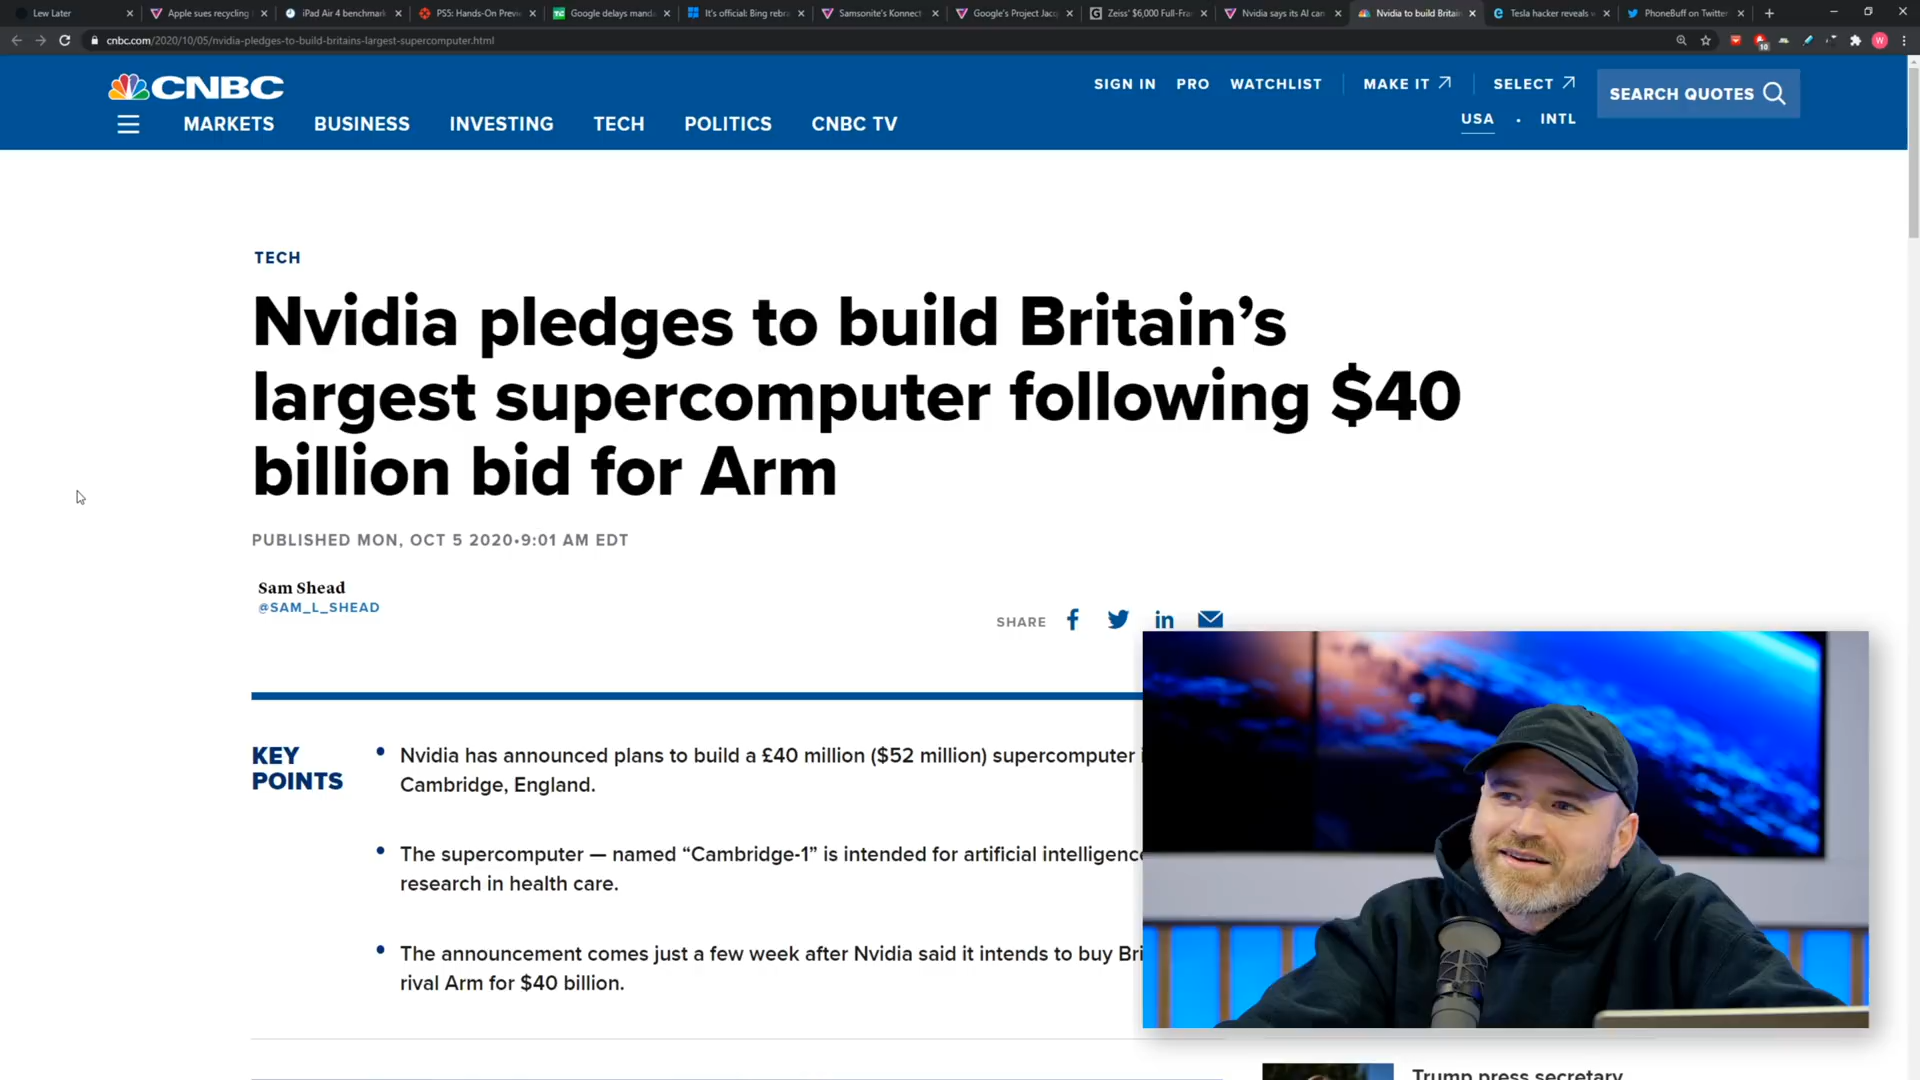 Lew Later
Apple sues recycling
iPad Air 4 benchmark
PS5: Hands-On Previ
Google delays manda
It's official: Bing rebra
Samsonite's Konnect
Google's Project Jacq
Zeiss' $6,000 Full-Fra
Nvidia says its AI can
Nvidia to build Britain
Tesla hacker reveals
PhoneBuff on Twitter
cnbc.com/2020/10/05/nvidia-pledges-to-build-britains-largest-supercomputer.html
10
W
CNBC
SIGN IN PRO WATCHLIST MAKE IT SELECT
SEARCH QUOTES
MARKETS BUSINESS INVESTING TECH POLITICS CNBC TV
USA • INTL
TECH
Nvidia pledges to build Britain’s
largest supercomputer following $40
billion bid for Arm
PUBLISHED MON, OCT 5 2020•9:01 AM EDT
Sam Shead
@SAM_L_SHEAD
SHARE
KEY
POINTS
• Nvidia has announced plans to build a £40 million ($52 million) supercomputer
Cambridge, England.
• The supercomputer — named “Cambridge-1” is intended for artificial intelligenc
research in health care.
• The announcement comes just a few week after Nvidia said it intends to buy Bri
rival Arm for $40 billion.
Trump press secretary